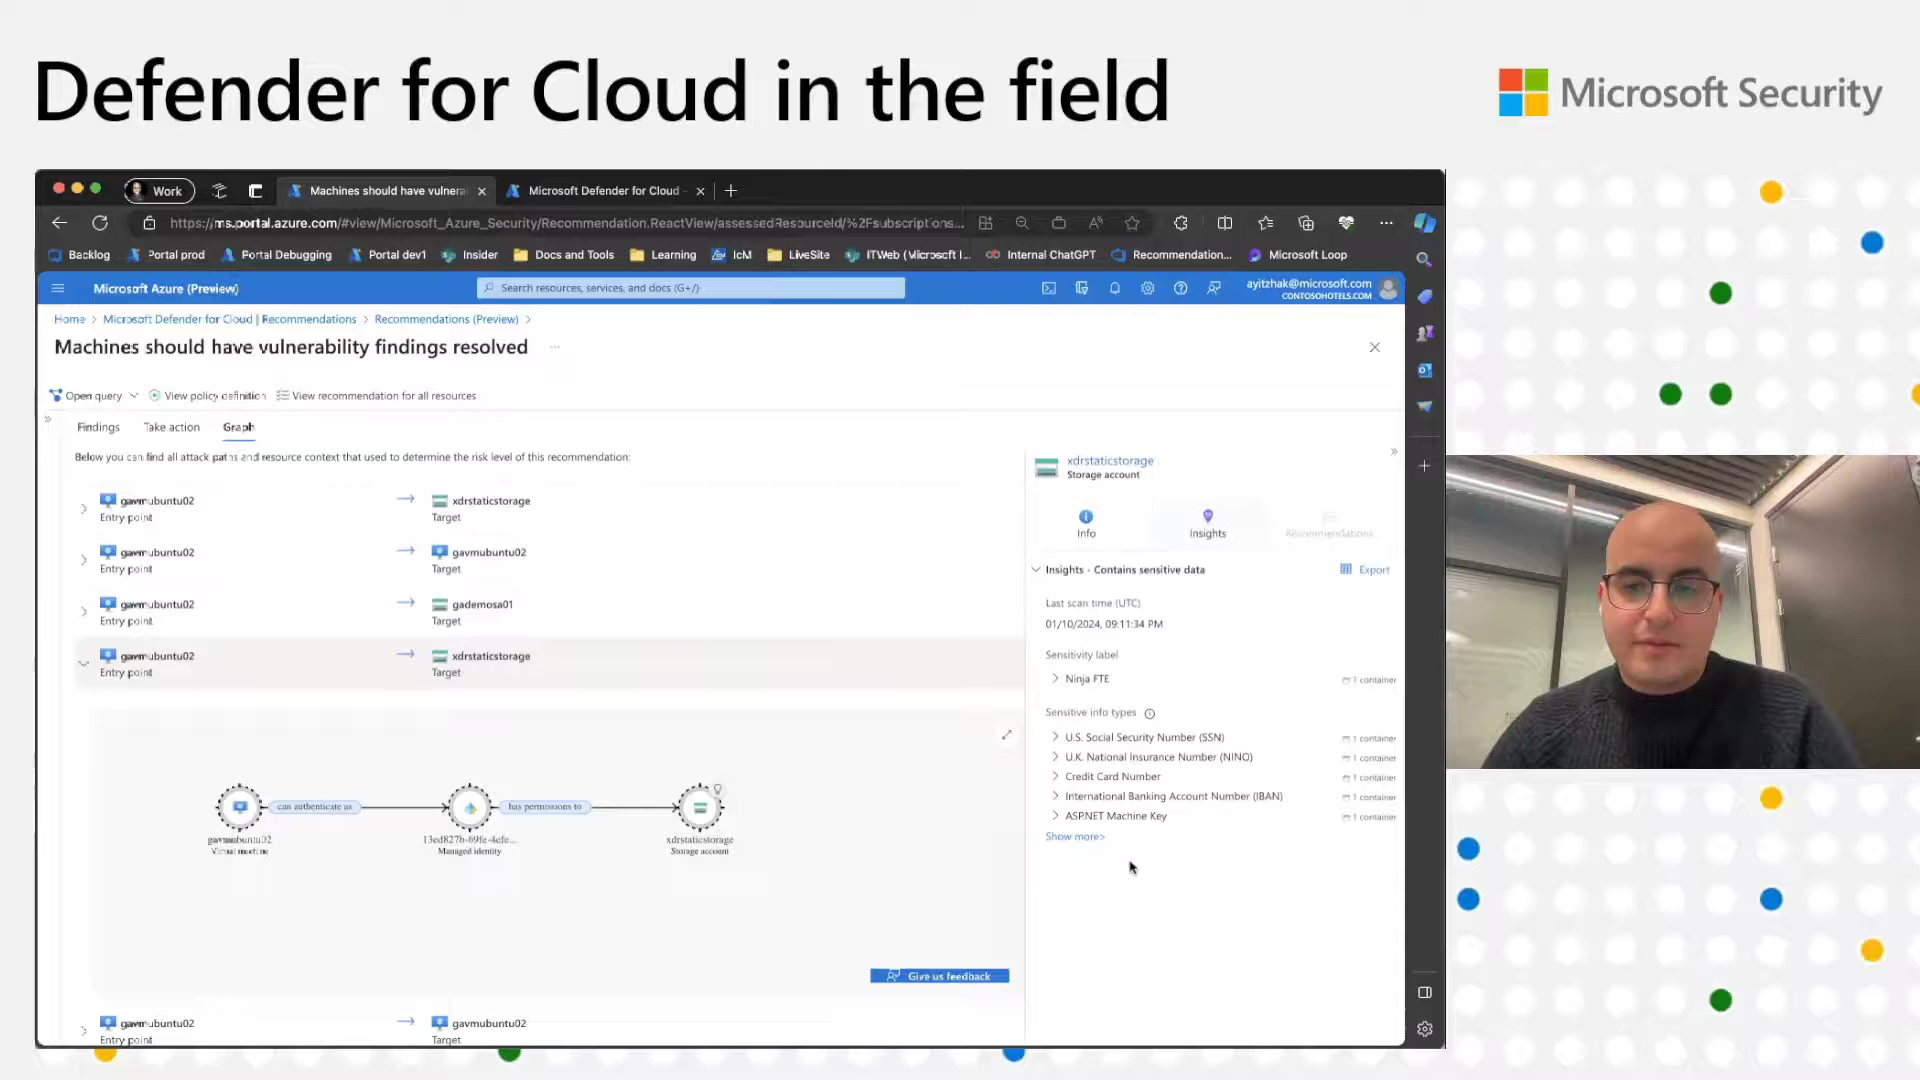 Defender for Cloud in the field
Microsoft Security
Work
Machines should have vulnera
Microsoft Defender for Cloud -
https://ms.portal.azure.com/#view/Microsoft_Azure_Security/Recommendation.ReactView/assessedResourceId/%2Fsubscriptions...
Backlog
Portal prod
Portal Debugging
Portal dev1
Insider
Docs and Tools
Learning
IcM
LiveSite
ITWeb (Microsoft I...
Internal ChatGPT
Recommendation...
Microsoft Loop
Microsoft Azure (Preview)
Search resources, services, and docs (G+/)
ayitzhak@microsoft.com
CONTOSOHOTELS.COM
Home > Microsoft Defender for Cloud | Recommendations > Recommendations (Preview) >
Machines should have vulnerability findings resolved ...
Open query
View policy definition
View recommendation for all resources
Findings
Take action
Graph
Below you can find all attack paths and resource context that used to determine the risk level of this recommendation:
gavmubuntu02
Entry point
xdrstaticstorage
Target
gavmubuntu02
Entry point
gavmubuntu02
Target
gavmubuntu02
Entry point
gademosa01
Target
gavmubuntu02
Entry point
xdrstaticstorage
Target
can authenticate as
has permissions to
gavmubuntu02
Virtual machine
13ed827b-69fe-4efe...
Managed identity
xdrstaticstorage
Storage account
Give us feedback
gavmubuntu02
Entry point
gavmubuntu02
Target
xdrstaticstorage
Storage account
Info
Insights
Recommendations
Insights - Contains sensitive data
Export
Last scan time (UTC)
01/10/2024, 09:11:34 PM
Sensitivity label
Ninja FTE
1 container
Sensitive info types
U.S. Social Security Number (SSN)
1 container
U.K. National Insurance Number (NINO)
1 container
Credit Card Number
1 container
International Banking Account Number (IBAN)
1 container
ASP.NET Machine Key
1 container
Show more>